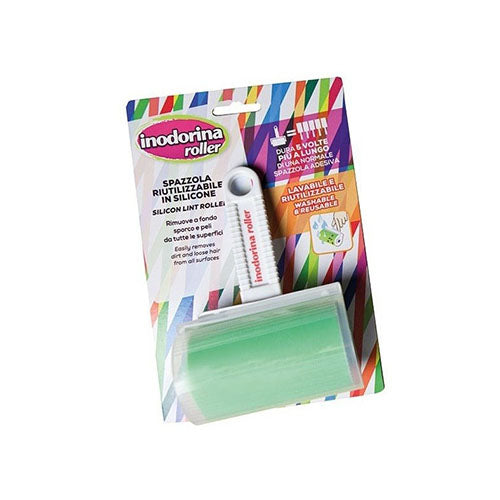 inodorina
roller
SPAZZOLA
RIUTILIZZABILE
IN SILICONE
SILICON LINT ROLLER
Rimuove a fondo
sporco e peli
da tutte le superfici
Easily removes
dirt and loose hair
from all surfaces
=
DURA 5 VOLTE
PIÙ A LUNGO
DI UNA NORMALE
SPAZZOLA ADESIVA
LAVABILE E
RIUTILIZZABILE
WASHABLE
& REUSABLE
inodorina roller